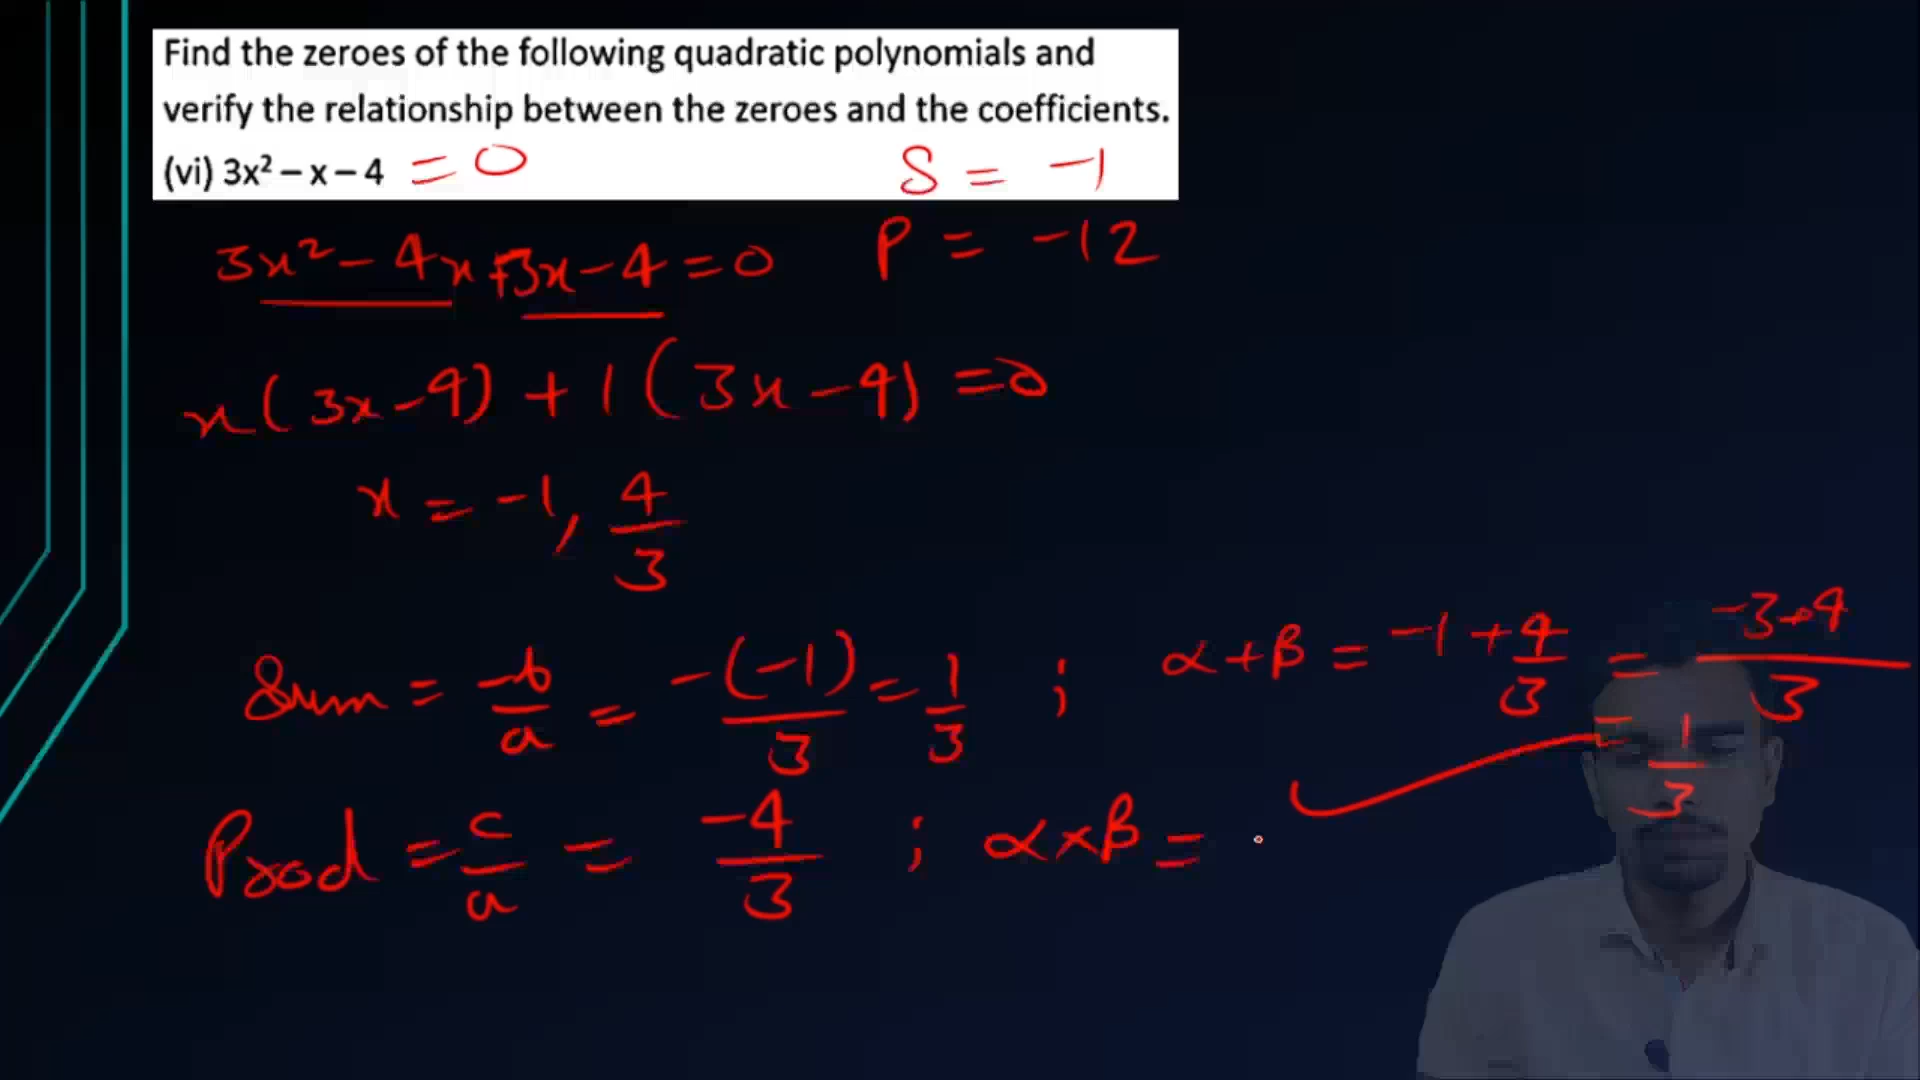 Find the zeroes of the following quadratic polynomials and
verify the relationship between the zeroes and the coefficients.
(vi) 3x² – x – 4 = 0
S = -1
P = -12
3x² - 4x + 3x - 4 = 0
x(3x-4) + 1(3x-4) = 0
x = -1, 4/3
Sum = -b/a = -(-1)/3 = 1/3 ; α+β = -1 + 4/3 = -3+4/3
= 1/3
Prod = c/a = -4/3 ; α×β =